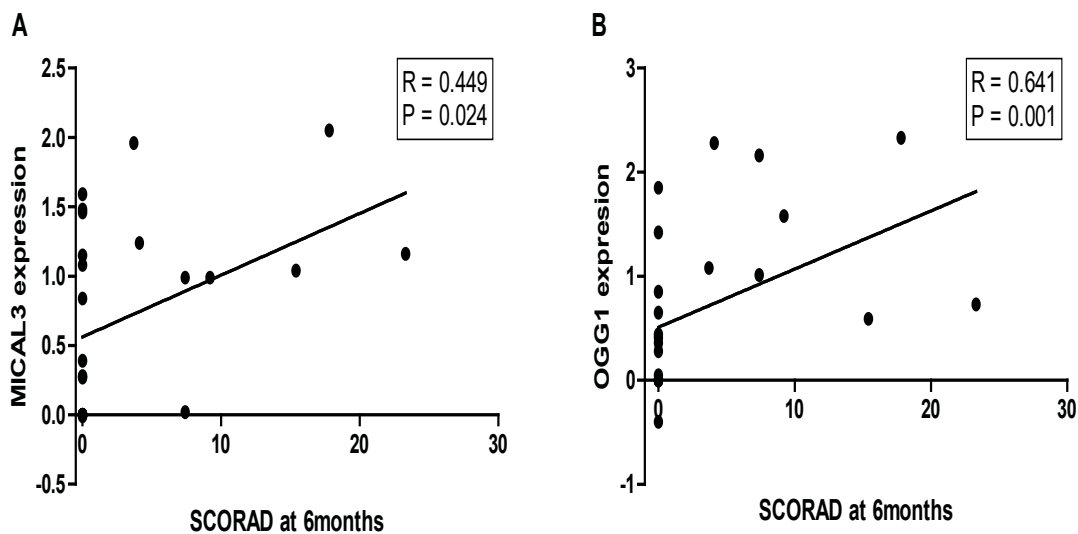 A
R = 0.449
P = 0.024
MICAL3 expression
2.5
2.0
1.5
1.0
0.5
0.0
-0.5
0
10
20
30
SCORAD at 6months
B
R = 0.641
P = 0.001
OGG1 expresion
3
2
1
0
-1
0
10
20
30
SCORAD at 6months